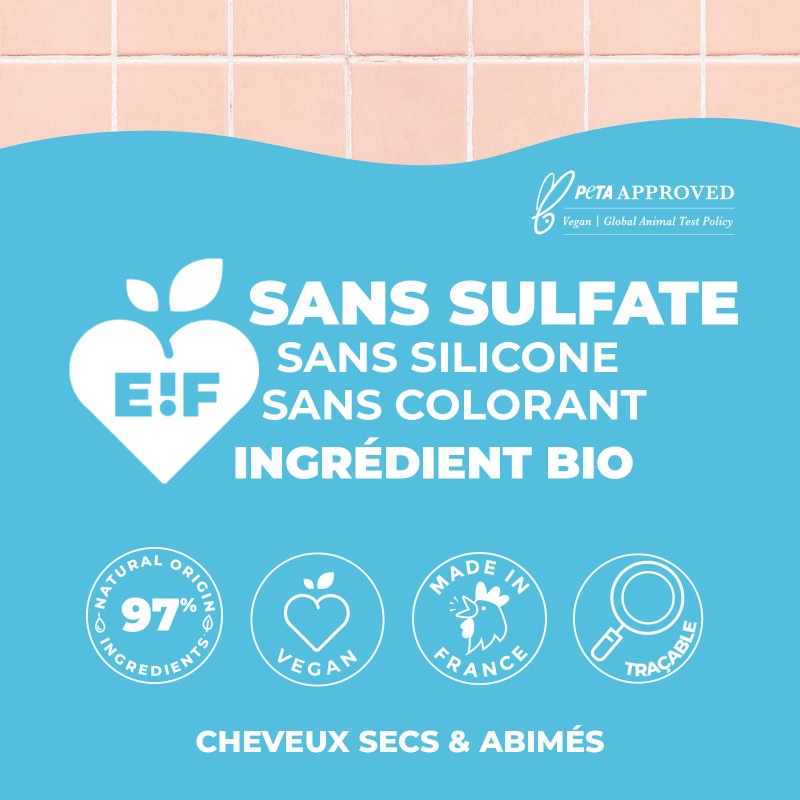 PETA APPROVED
Vegan | Global Animal Test Policy
SANS SULFATE
SANS SILICONE
SANS COLORANT
INGRÉDIENT BIO
E!F
NATURAL ORIGIN
97%
INGREDIENTS
VEGAN
MADE IN
FRANCE
TRAÇABLE
CHEVEUX SECS & ABIMÉS